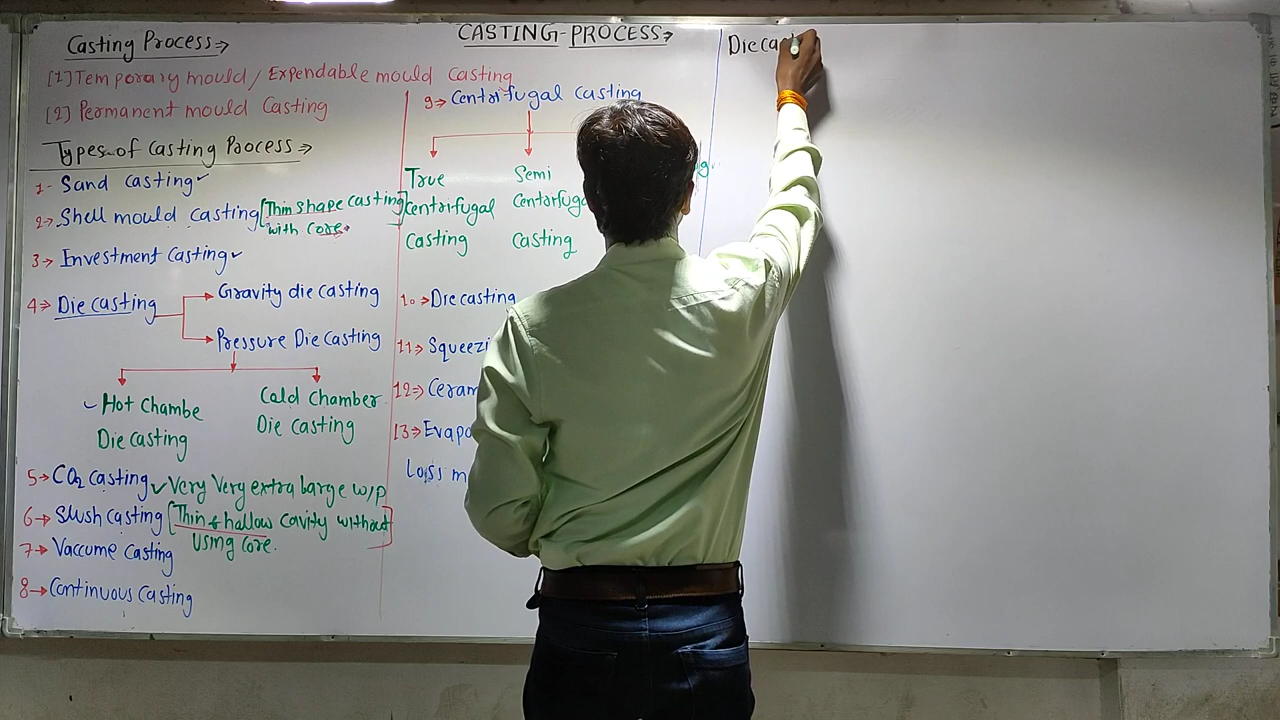 CASTING-PROCESS→
Casting Process→
[1] Temporary mould / Expendable mould Casting
[2] Permanent mould Casting
Types of Casting Process⇒
1- Sand casting✓
2→ Shell mould casting [Thin shape casting]
with core.
3→ Investment Casting✓
4→ Die casting
Gravity die casting
Pressure Die Casting
✓Hot Chambe
Die casting
Cold Chamber
Die casting
5→ CO₂ casting✓ Very Very extra large w/p
6→ Slush casting [Thin & hallow cavity without
Using core.]
7→ Vaccume casting
8→ Continuous casting
9→ Centrifugal casting
True
Centrifugal
Casting
Semi
Centrifug
Casting
g.
10→ Die casting
11→ Squeezi
12→ Ceram
13→ Evapo
Loss m
Die cas